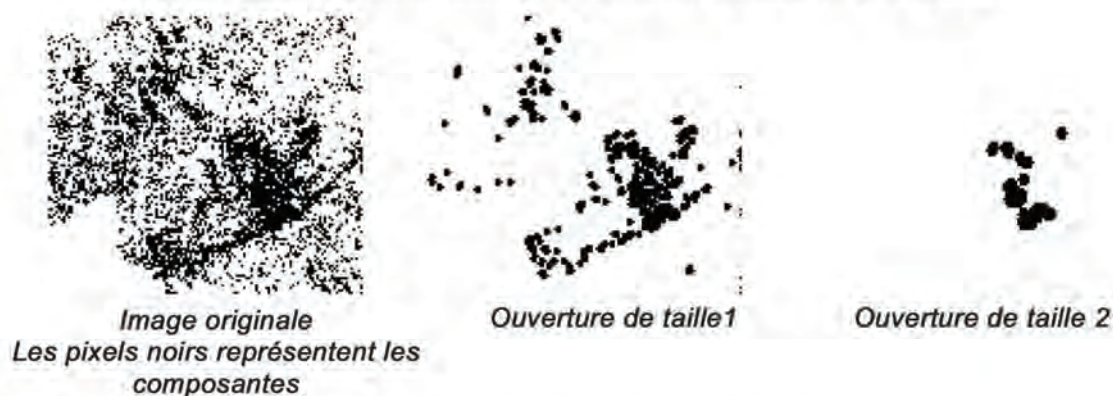 Image originale
Les pixels noirs représentent les
composantes
Ouverture de taille1
Ouverture de taille 2